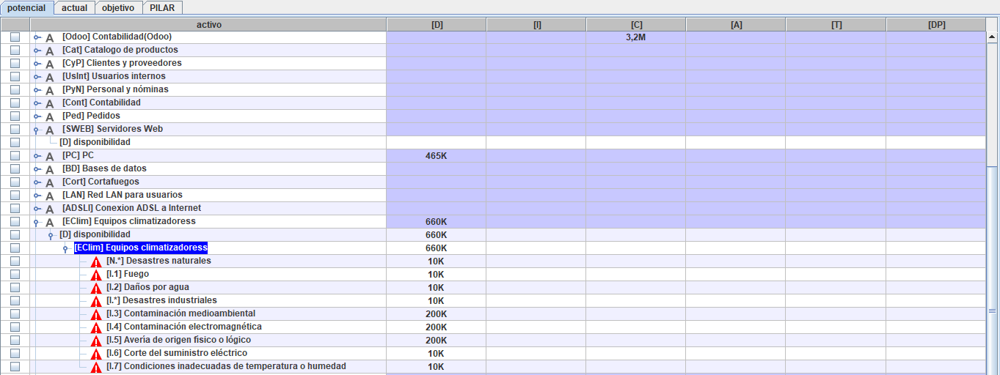 potencial actual objetivo PILAR
activo [D] [I] [C] [A] [T] [DP]
A [Odoo] Contabilidad(Odoo) 3,2M
A [Cat] Catalogo de productos
A [CyP] Clientes y proveedores
A [UsInt] Usuarios internos
A [PyN] Personal y nóminas
A [Cont] Contabilidad
A [Ped] Pedidos
A [SWEB] Servidores Web
[D] disponibilidad
A [PC] PC 465K
A [BD] Bases de datos
A [Cort] Cortafuegos
A [LAN] Red LAN para usuarios
A [ADSLI] Conexion ADSL a Internet
A [EClim] Equipos climatizadoress 660K
[D] disponibilidad 660K
[EClim] Equipos climatizadoress 660K
[N.*] Desastres naturales 10K
[I.1] Fuego 10K
[I.2] Daños por agua 10K
[I.*] Desastres industriales 10K
[I.3] Contaminación medioambiental 200K
[I.4] Contaminación electromagnética 200K
[I.5] Avería de origen físico o lógico 200K
[I.6] Corte del suministro eléctrico 10K
[I.7] Condiciones inadecuadas de temperatura o humedad 10K